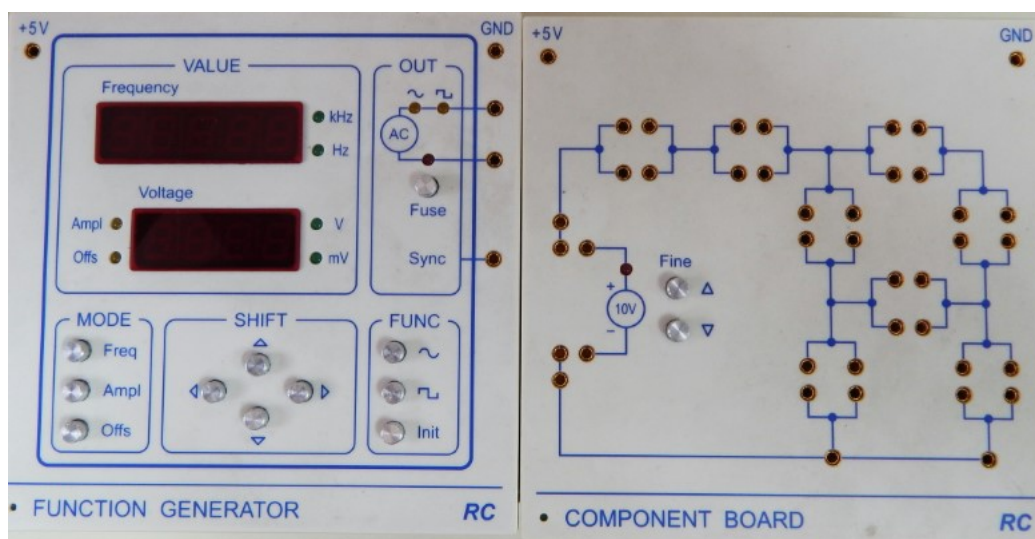 +5V
GND
VALUE
Frequency
kHz
Hz
Voltage
Ampl
V
Offs
mV
OUT
AC
Fuse
Sync
MODE
Freq
Ampl
Offs
SHIFT
FUNC
Init
FUNCTION GENERATOR
RC
+5V
GND
Fine
+
10V
−
COMPONENT BOARD
RC